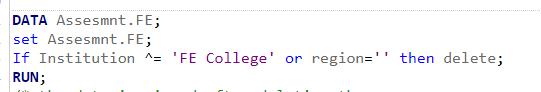 DATA Assesmnt.FE;
set Assesmnt.FE;
If Institution ^= 'FE College' or region='' then delete;
RUN;